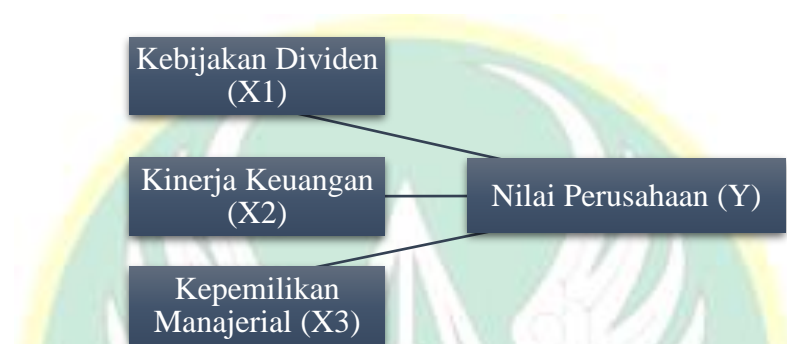 Kebijakan Dividen
(X1)
Kinerja Keuangan
(X2)
Nilai Perusahaan (Y)
Kepemilikan
Manajerial (X3)